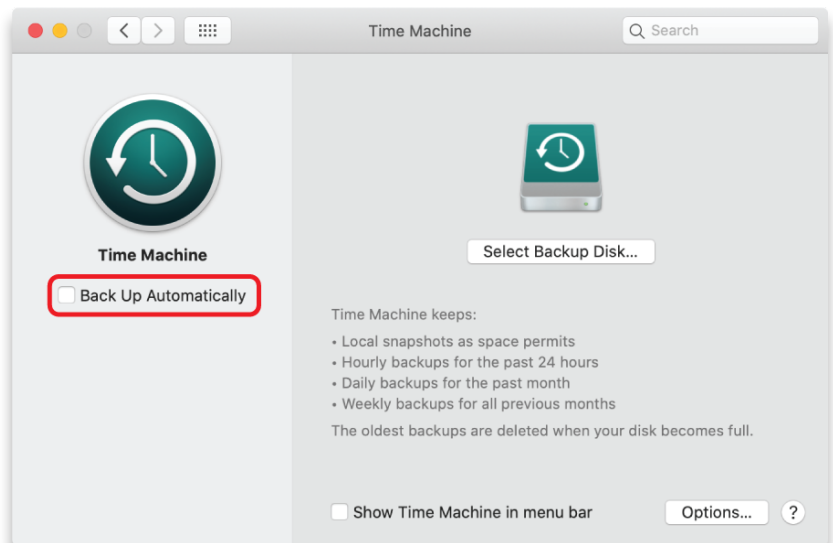 Time Machine
Search
Time Machine
Back Up Automatically
Select Backup Disk...
Time Machine keeps:
• Local snapshots as space permits
• Hourly backups for the past 24 hours
• Daily backups for the past month
• Weekly backups for all previous months
The oldest backups are deleted when your disk becomes full.
Show Time Machine in menu bar
Options...
?